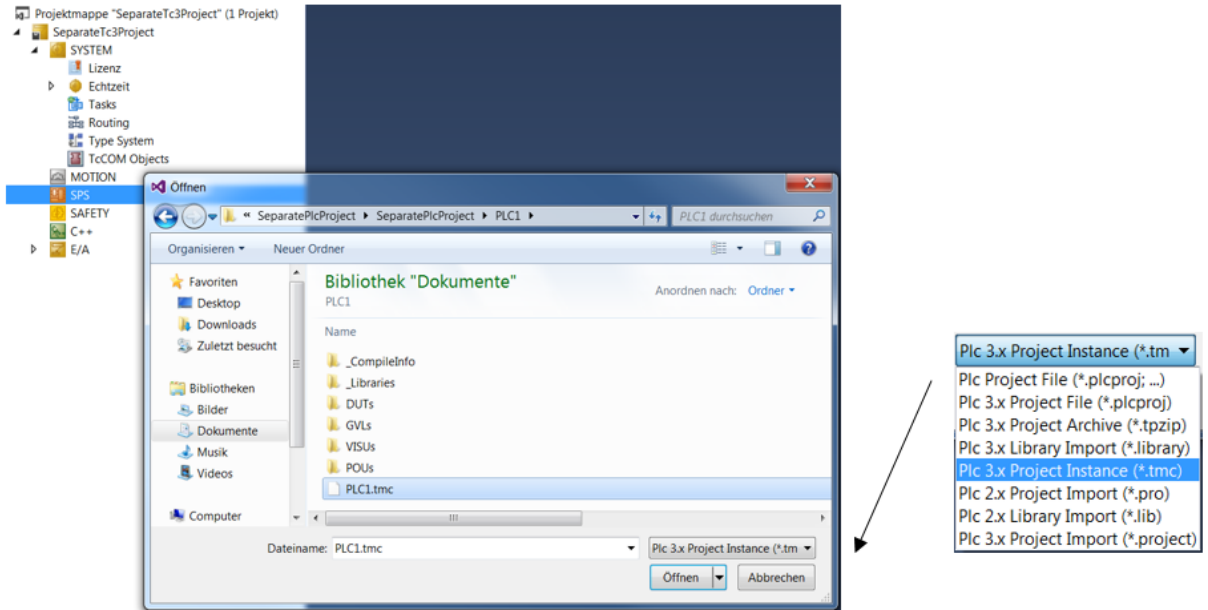 Projektmappe "SeparateTc3Project" (1 Projekt)
SeparateTc3Project
SYSTEM
Lizenz
Echtzeit
Tasks
Routing
Type System
TcCOM Objects
MOTION
SPS
SAFETY
C++
E/A
Öffnen
« SeparatePlcProject SeparatePlcProject PLC1
PLC1 durchsuchen
Organisieren Neuer Ordner
Favoriten
Desktop
Downloads
Zuletzt besucht
Bibliotheken
Bilder
Dokumente
Musik
Videos
Computer
Bibliothek "Dokumente"
PLC1
Anordnen nach: Ordner
Name
_CompileInfo
_Libraries
DUTs
GVLs
VISUs
POUs
PLC1.tmc
Dateiname: PLC1.tmc
Plc 3.x Project Instance (*.tm
Öffnen Abbrechen
Plc 3.x Project Instance (*.tm
Plc Project File (*.plcproj; ...)
Plc 3.x Project File (*.plcproj)
Plc 3.x Project Archive (*.tpzip)
Plc 3.x Library Import (*.library)
Plc 3.x Project Instance (*.tmc)
Plc 2.x Project Import (*.pro)
Plc 2.x Library Import (*.lib)
Plc 3.x Project Import (*.project)